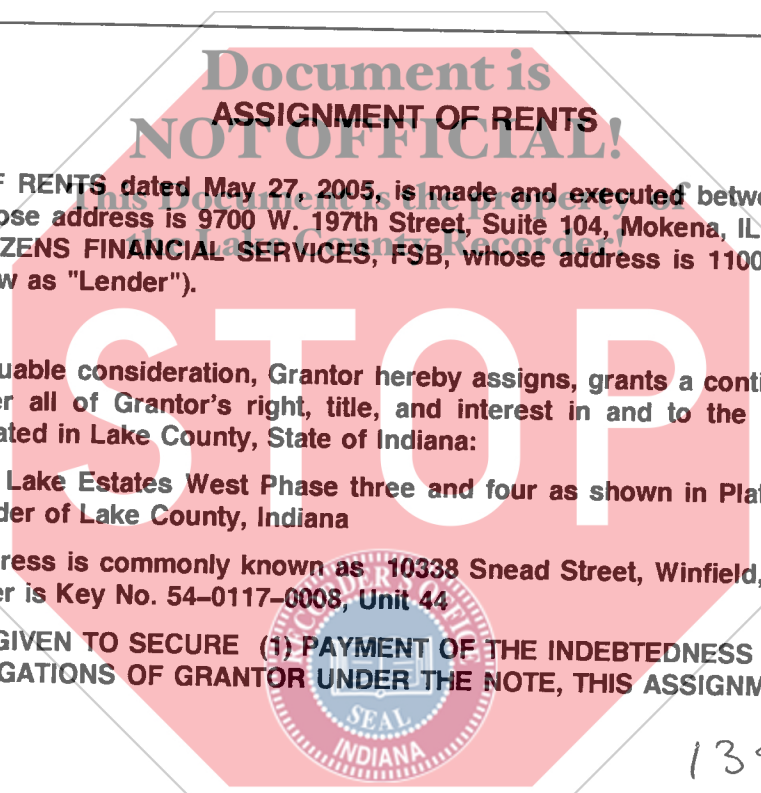 Document is
ASSIGNMENT OF RENTS
NOT OFFICIAL!
RENTS dated May 27, 2005, is made and executed betw
This Document is the property of
ose address is 9700 W. 197th Street, Suite 104, Mokena, IL
the Lake County Recorder!
ZENS FINANCIAL SERVICES, FSB, whose address is 1100
w as "Lender").
STOP
uable consideration, Grantor hereby assigns, grants a conti
er all of Grantor's right, title, and interest in and to the
ated in Lake County, State of Indiana:
Lake Estates West Phase three and four as shown in Pla
der of Lake County, Indiana
ress is commonly known as 10338 Snead Street, Winfield,
er is Key No. 54–0117–0008, Unit 44
GIVEN TO SECURE (1) PAYMENT OF THE INDEBTEDNESS
GATIONS OF GRANTOR UNDER THE NOTE, THIS ASSIGNM
SEAL
INDIANA
13